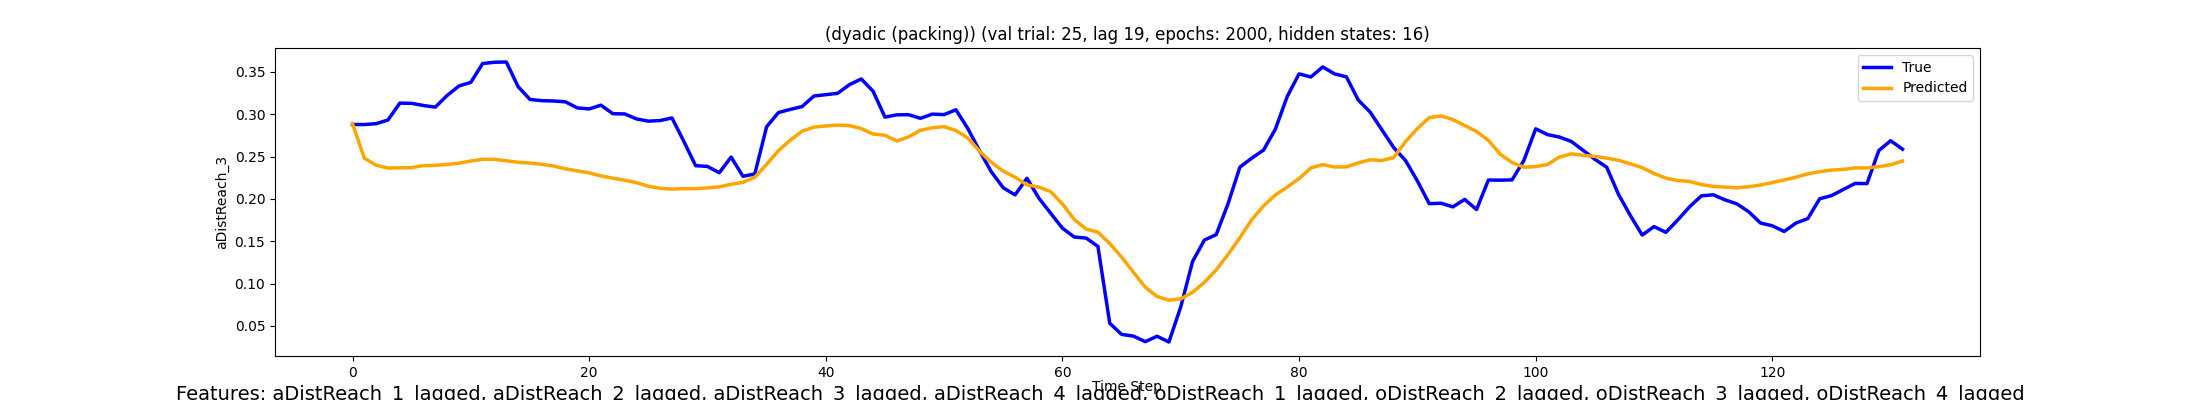 (dyadic (packing)) (val trial: 25, lag 19, epochs: 2000, hidden states: 16)
True
Predicted
aDistReach_3
0.35
0.30
0.25
0.20
0.15
0.10
0.05
0 20 40 60 80 100 120
Time Step
Features: aDistReach_1_lagged, aDistReach_2_lagged, aDistReach_3_lagged, aDistReach_4_lagged, oDistReach_1_lagged, oDistReach_2_lagged, oDistReach_3_lagged, oDistReach_4_lagged